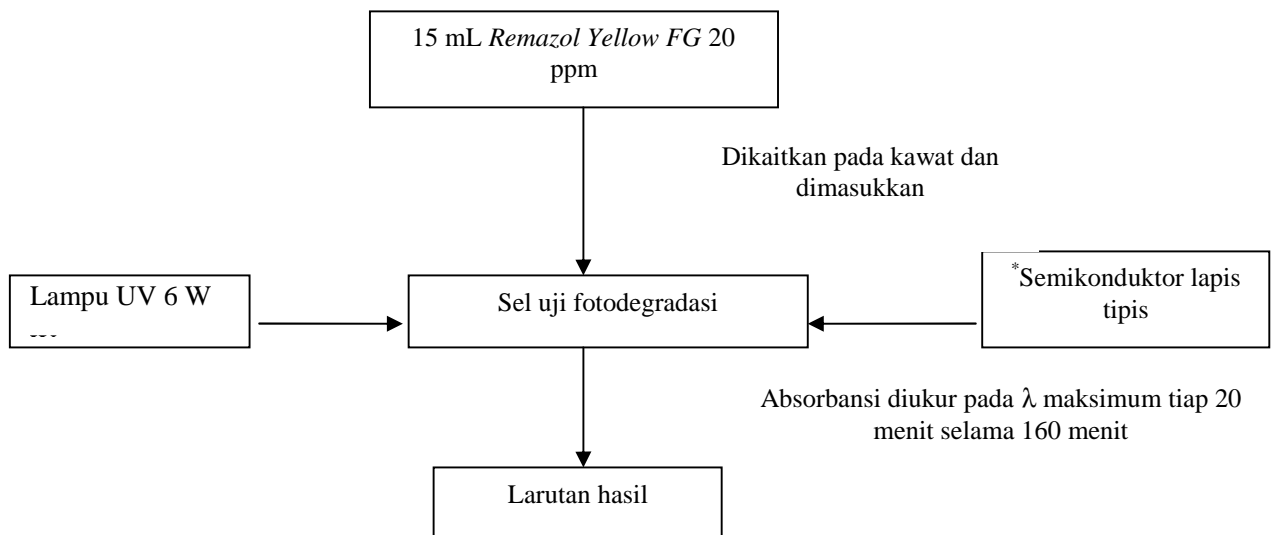 15 mL Remazol Yellow FG 20
ppm
Dikaitkan pada kawat dan
dimasukkan
Lampu UV 6 W
Sel uji fotodegradasi
*Semikonduktor lapis
tipis
Absorbansi diukur pada λ maksimum tiap 20
menit selama 160 menit
Larutan hasil